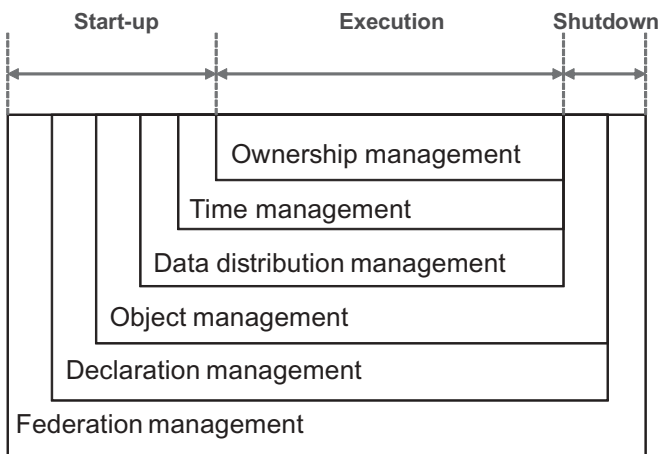 Start-up Execution Shutdown
Ownership management
Time management
Data distribution management
Object management
Declaration management
Federation management